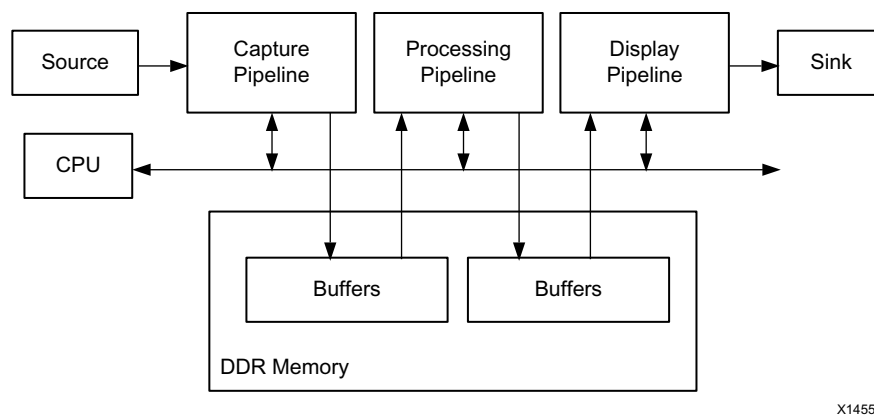 Source
Capture
Pipeline
Processing
Pipeline
Display
Pipeline
Sink
CPU
Buffers
Buffers
DDR Memory
X1455